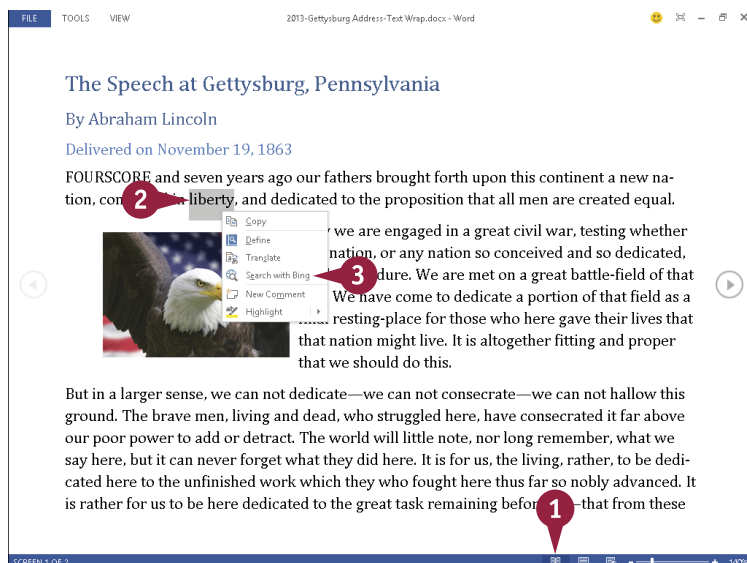 FILE TOOLS VIEW 2013-Gettysburg Address-Text Wrap.docx - Word
The Speech at Gettysburg, Pennsylvania
By Abraham Lincoln
Delivered on November 19, 1863
FOURSCORE and seven years ago our fathers brought forth upon this continent a new na-
tion, con 2 in liberty, and dedicated to the proposition that all men are created equal.
Copy
Define
Translate
Search with Bing 3
New Comment
Highlight
we are engaged in a great civil war, testing whether
nation, or any nation so conceived and so dedicated,
dure. We are met on a great battle-field of that
We have come to dedicate a portion of that field as a
resting-place for those who here gave their lives that
that nation might live. It is altogether fitting and proper
that we should do this.
But in a larger sense, we can not dedicate—we can not consecrate—we can not hallow this
ground. The brave men, living and dead, who struggled here, have consecrated it far above
our poor power to add or detract. The world will little note, nor long remember, what we
say here, but it can never forget what they did here. It is for us, the living, rather, to be dedi-
cated here to the unfinished work which they who fought here thus far so nobly advanced. It
is rather for us to be here dedicated to the great task remaining befor —that from these
1
SCREEN 1 OF 2 140%